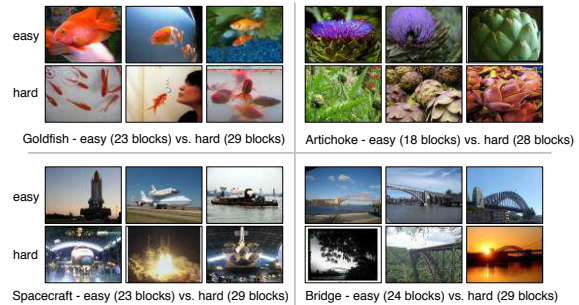 easy
hard
Goldfish - easy (23 blocks) vs. hard (29 blocks)
easy
hard
Artichoke - easy (18 blocks) vs. hard (28 blocks)
easy
hard
Spacecraft - easy (23 blocks) vs. hard (29 blocks)
Bridge - easy (24 blocks) vs. hard (29 blocks)